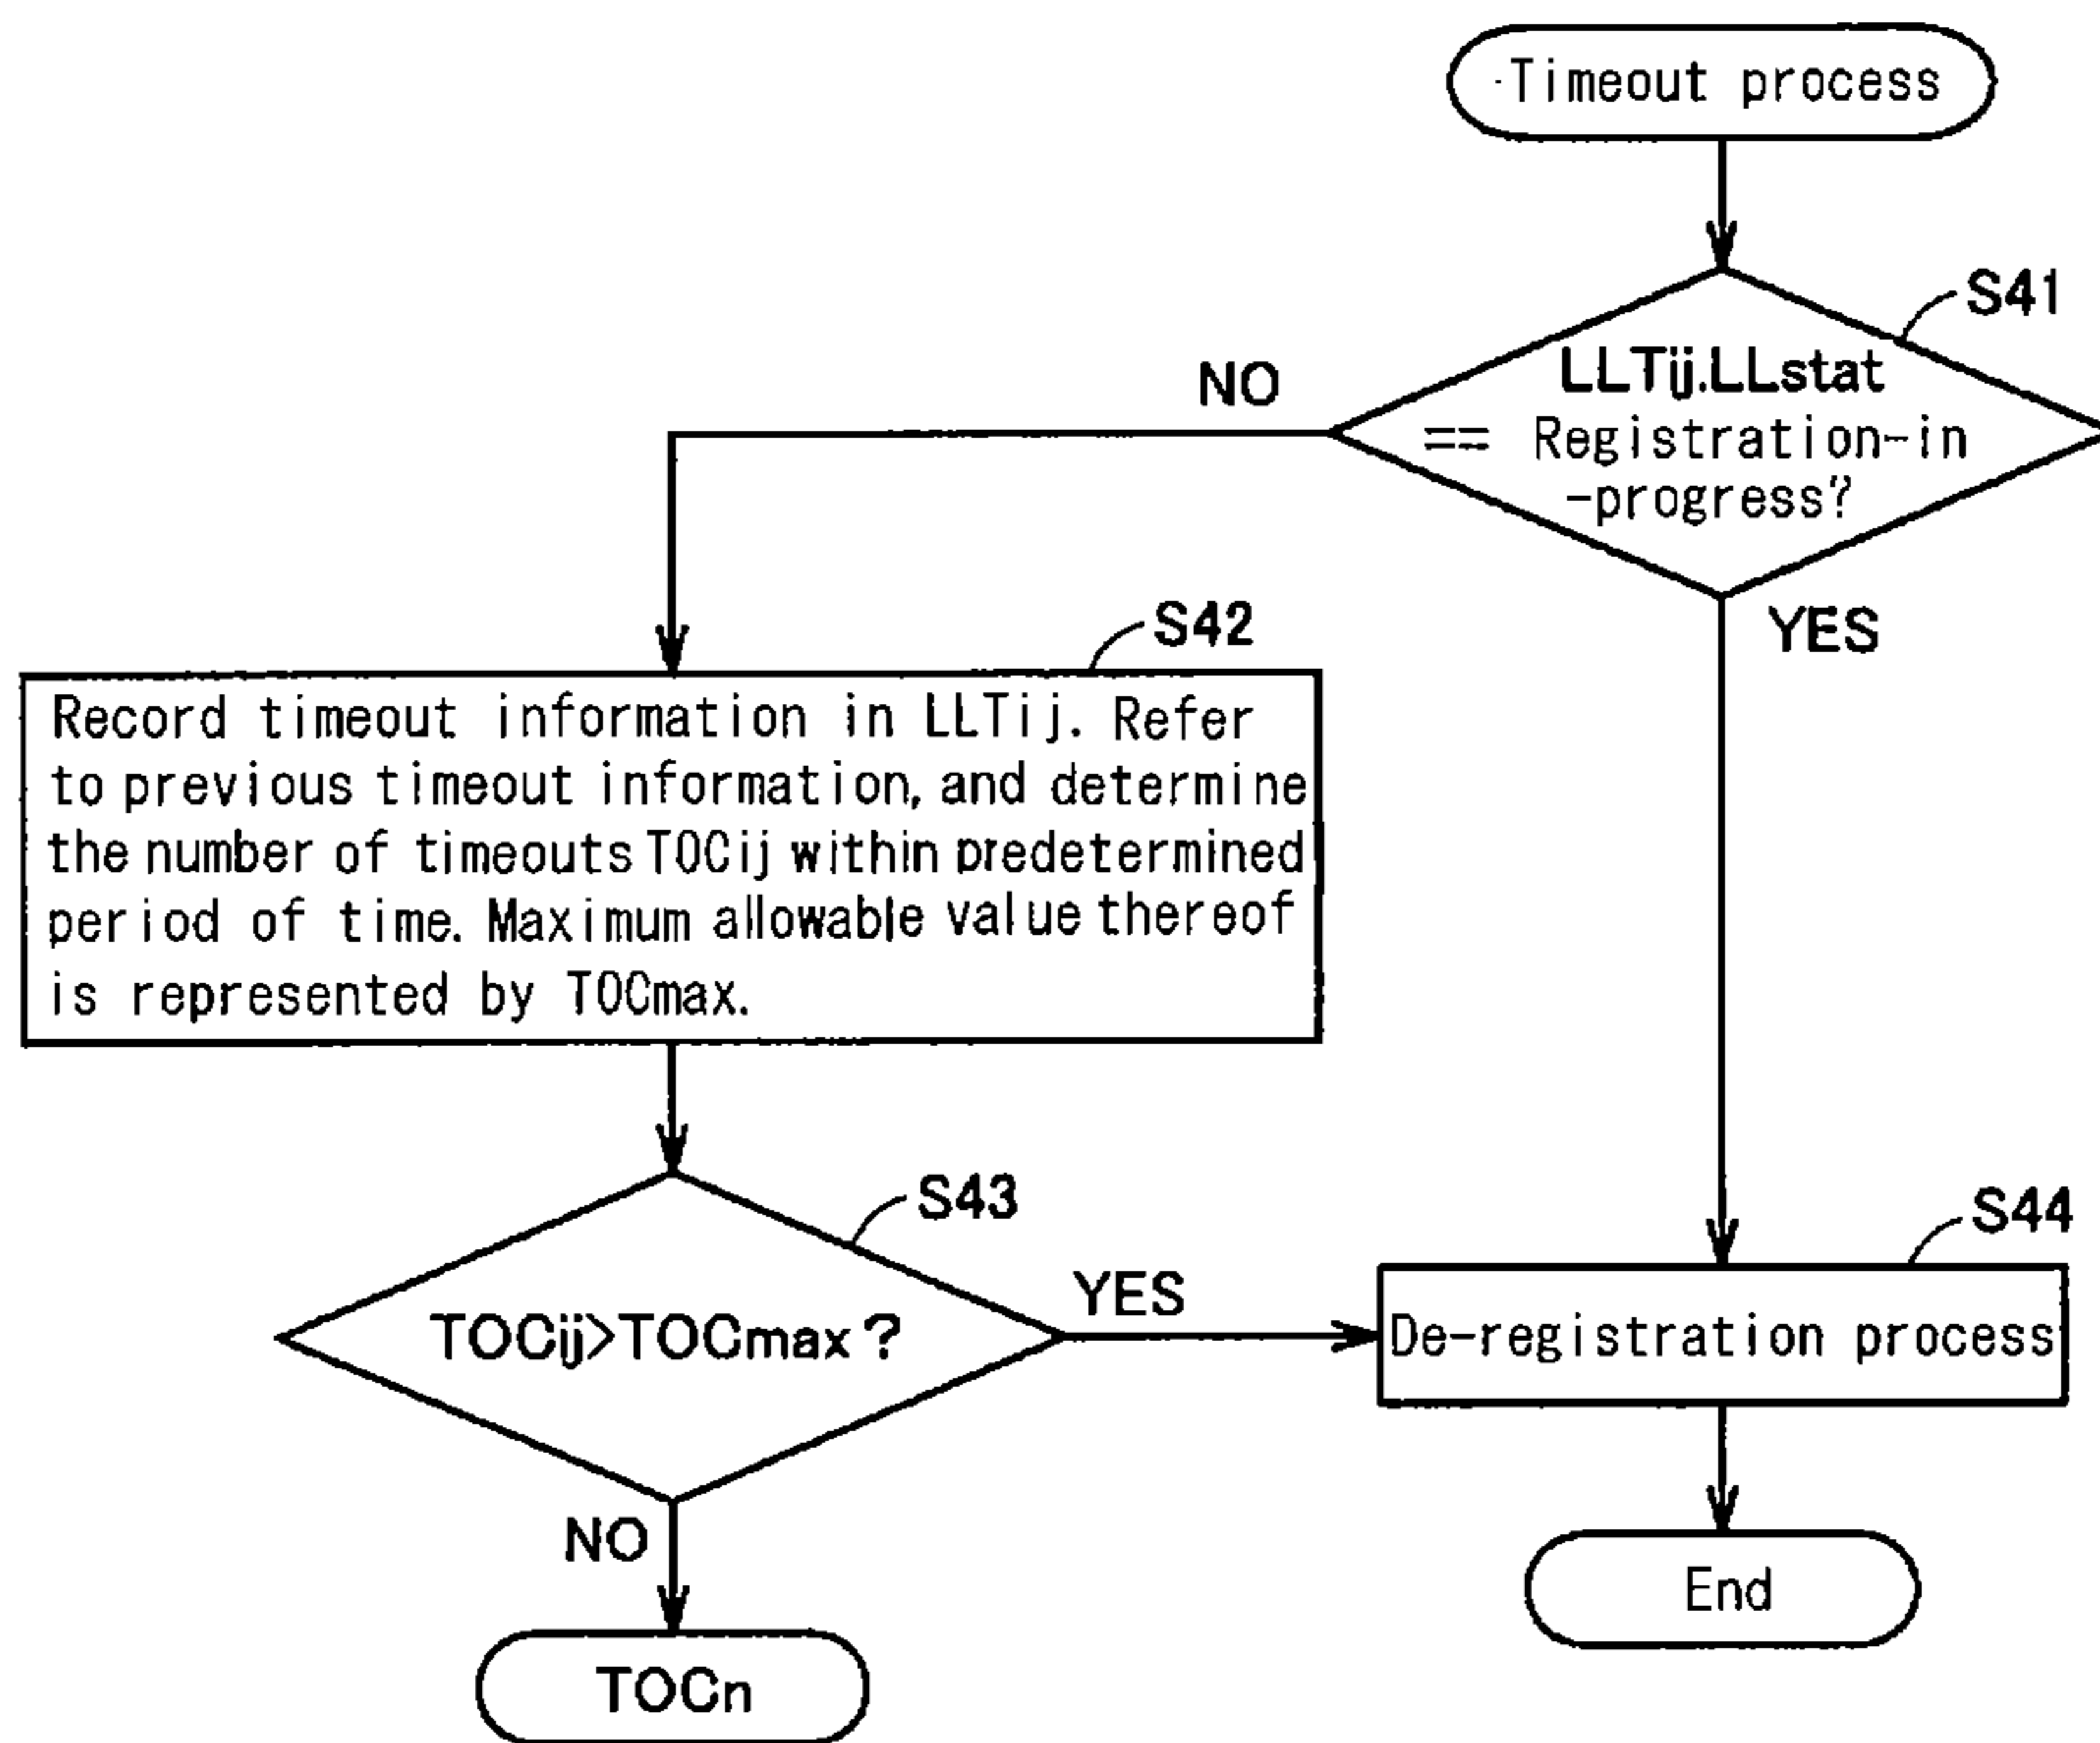 Timeout process
S41
LLTij.LLstat
== Registration-in
-progress?
NO
YES
S42
Record timeout information in LLTij. Refer
to previous timeout information, and determine
the number of timeouts TOCij within predetermined
period of time. Maximum allowable value thereof
is represented by TOCmax.
S43
TOCij>TOCmax?
YES
NO
S44
De-registration process
End
TOCn